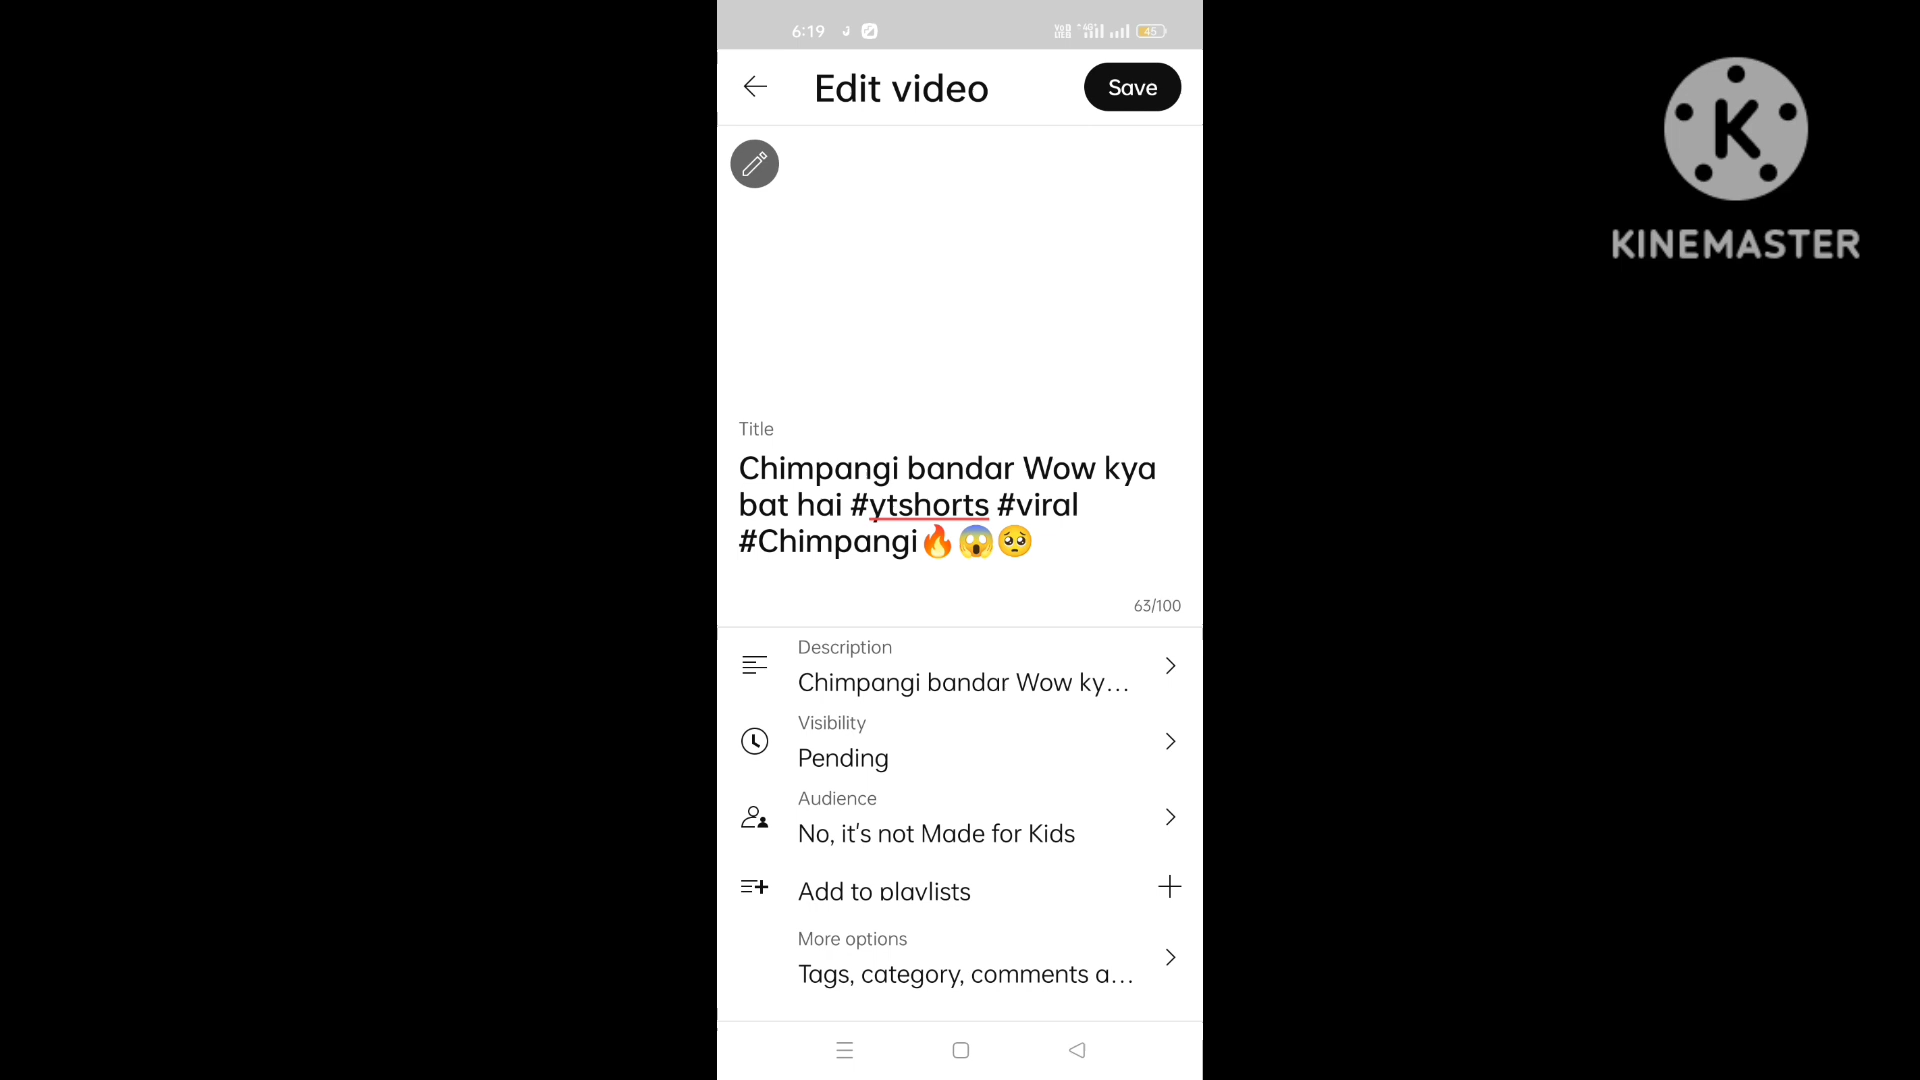 6:19
45
Edit video
Save
K
KINEMASTER
Title
Chimpangi bandar Wow kya
bat hai #ytshorts #viral
#Chimpangi🔥😱🥺
63/100
Description
Chimpangi bandar Wow ky...
Visibility
Pending
Audience
No, it's not Made for Kids
Add to playlists
More options
Tags, category, comments a...